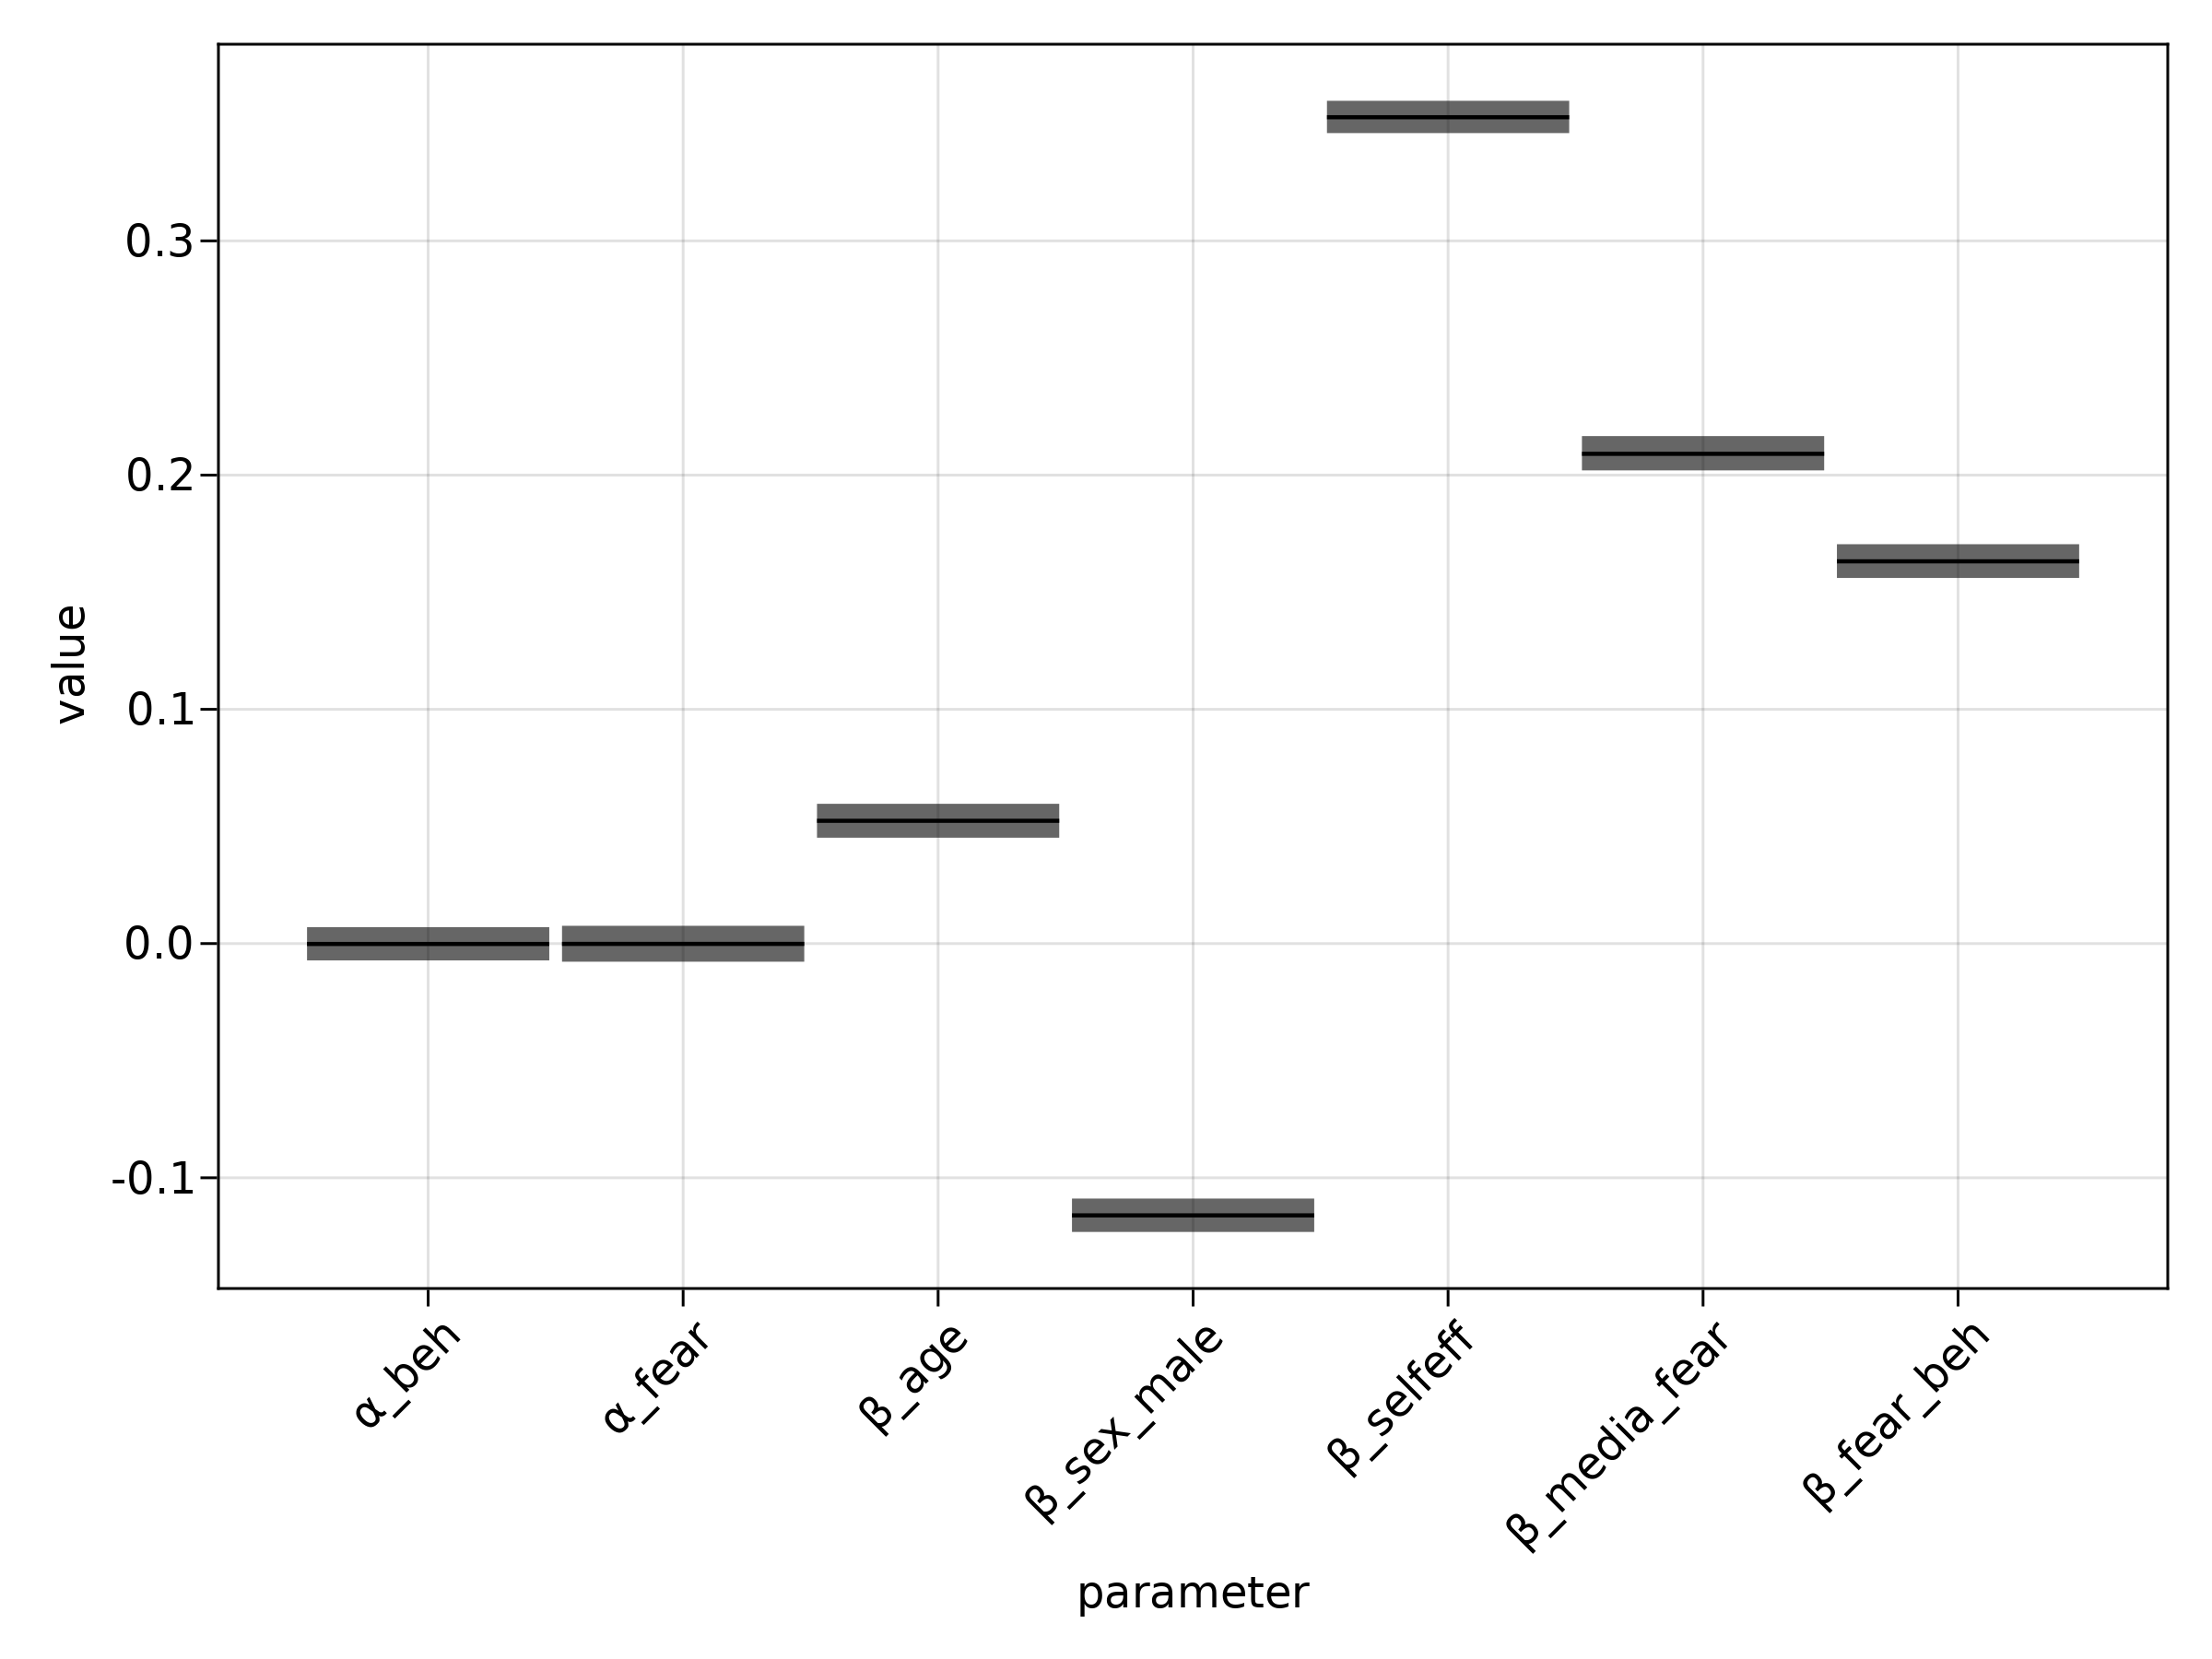 value
0.3
0.2
0.1
0.0
-0.1
α_beh
α_fear
β_age
β_sex_male
β_selfeff
β_media_fear
β_fear_beh
parameter